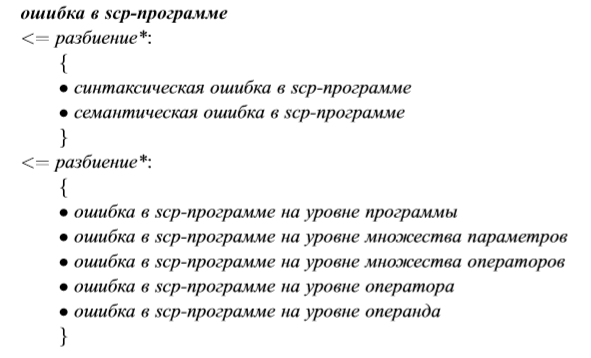 ошибка в scp-программе
<= разбиение*:
{
● синтаксическая ошибка в scp-программе
● семантическая ошибка в scp-программе
}
<= разбиение*:
{
● ошибка в scp-программе на уровне программы
● ошибка в scp-программе на уровне множества параметров
● ошибка в scp-программе на уровне множества операторов
● ошибка в scp-программе на уровне оператора
● ошибка в scp-программе на уровне операнда
}